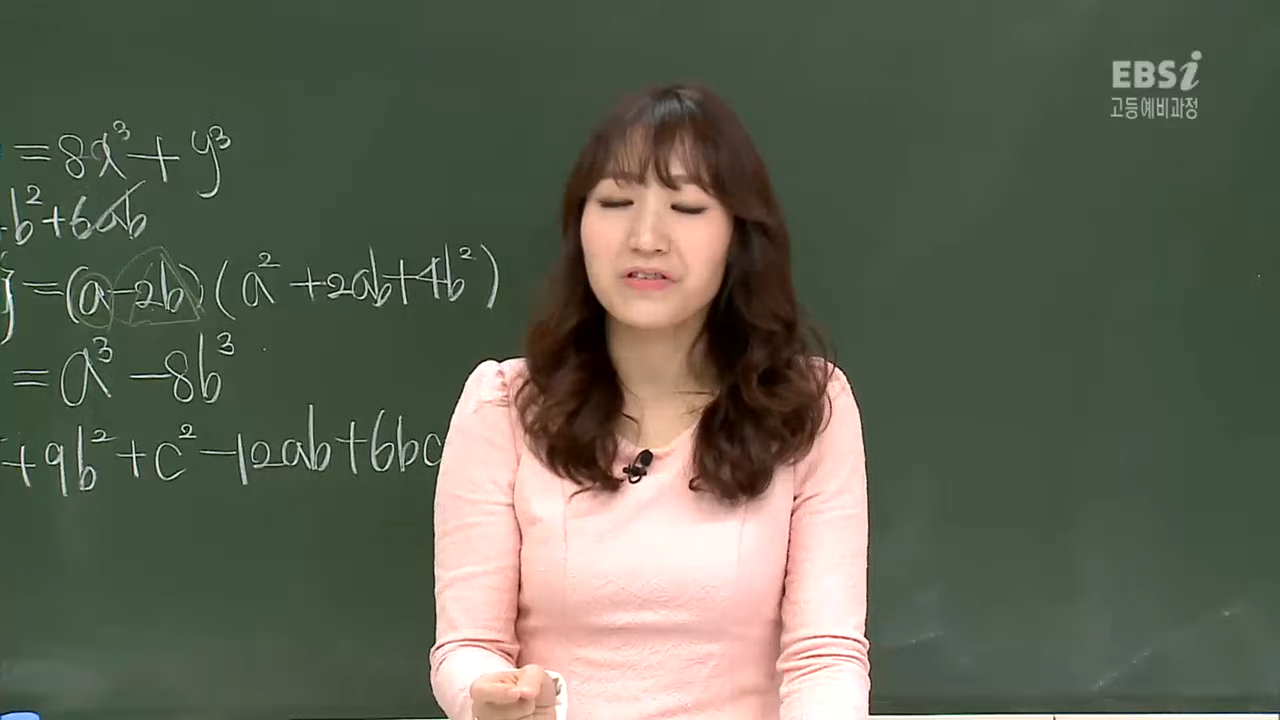 EBSi
고등예비과정
=8x³+y³
b²+6ab
=(a-2b)(a²+2ab+4b²)
=a³-8b³
+9b²+c²-12ab+6bc